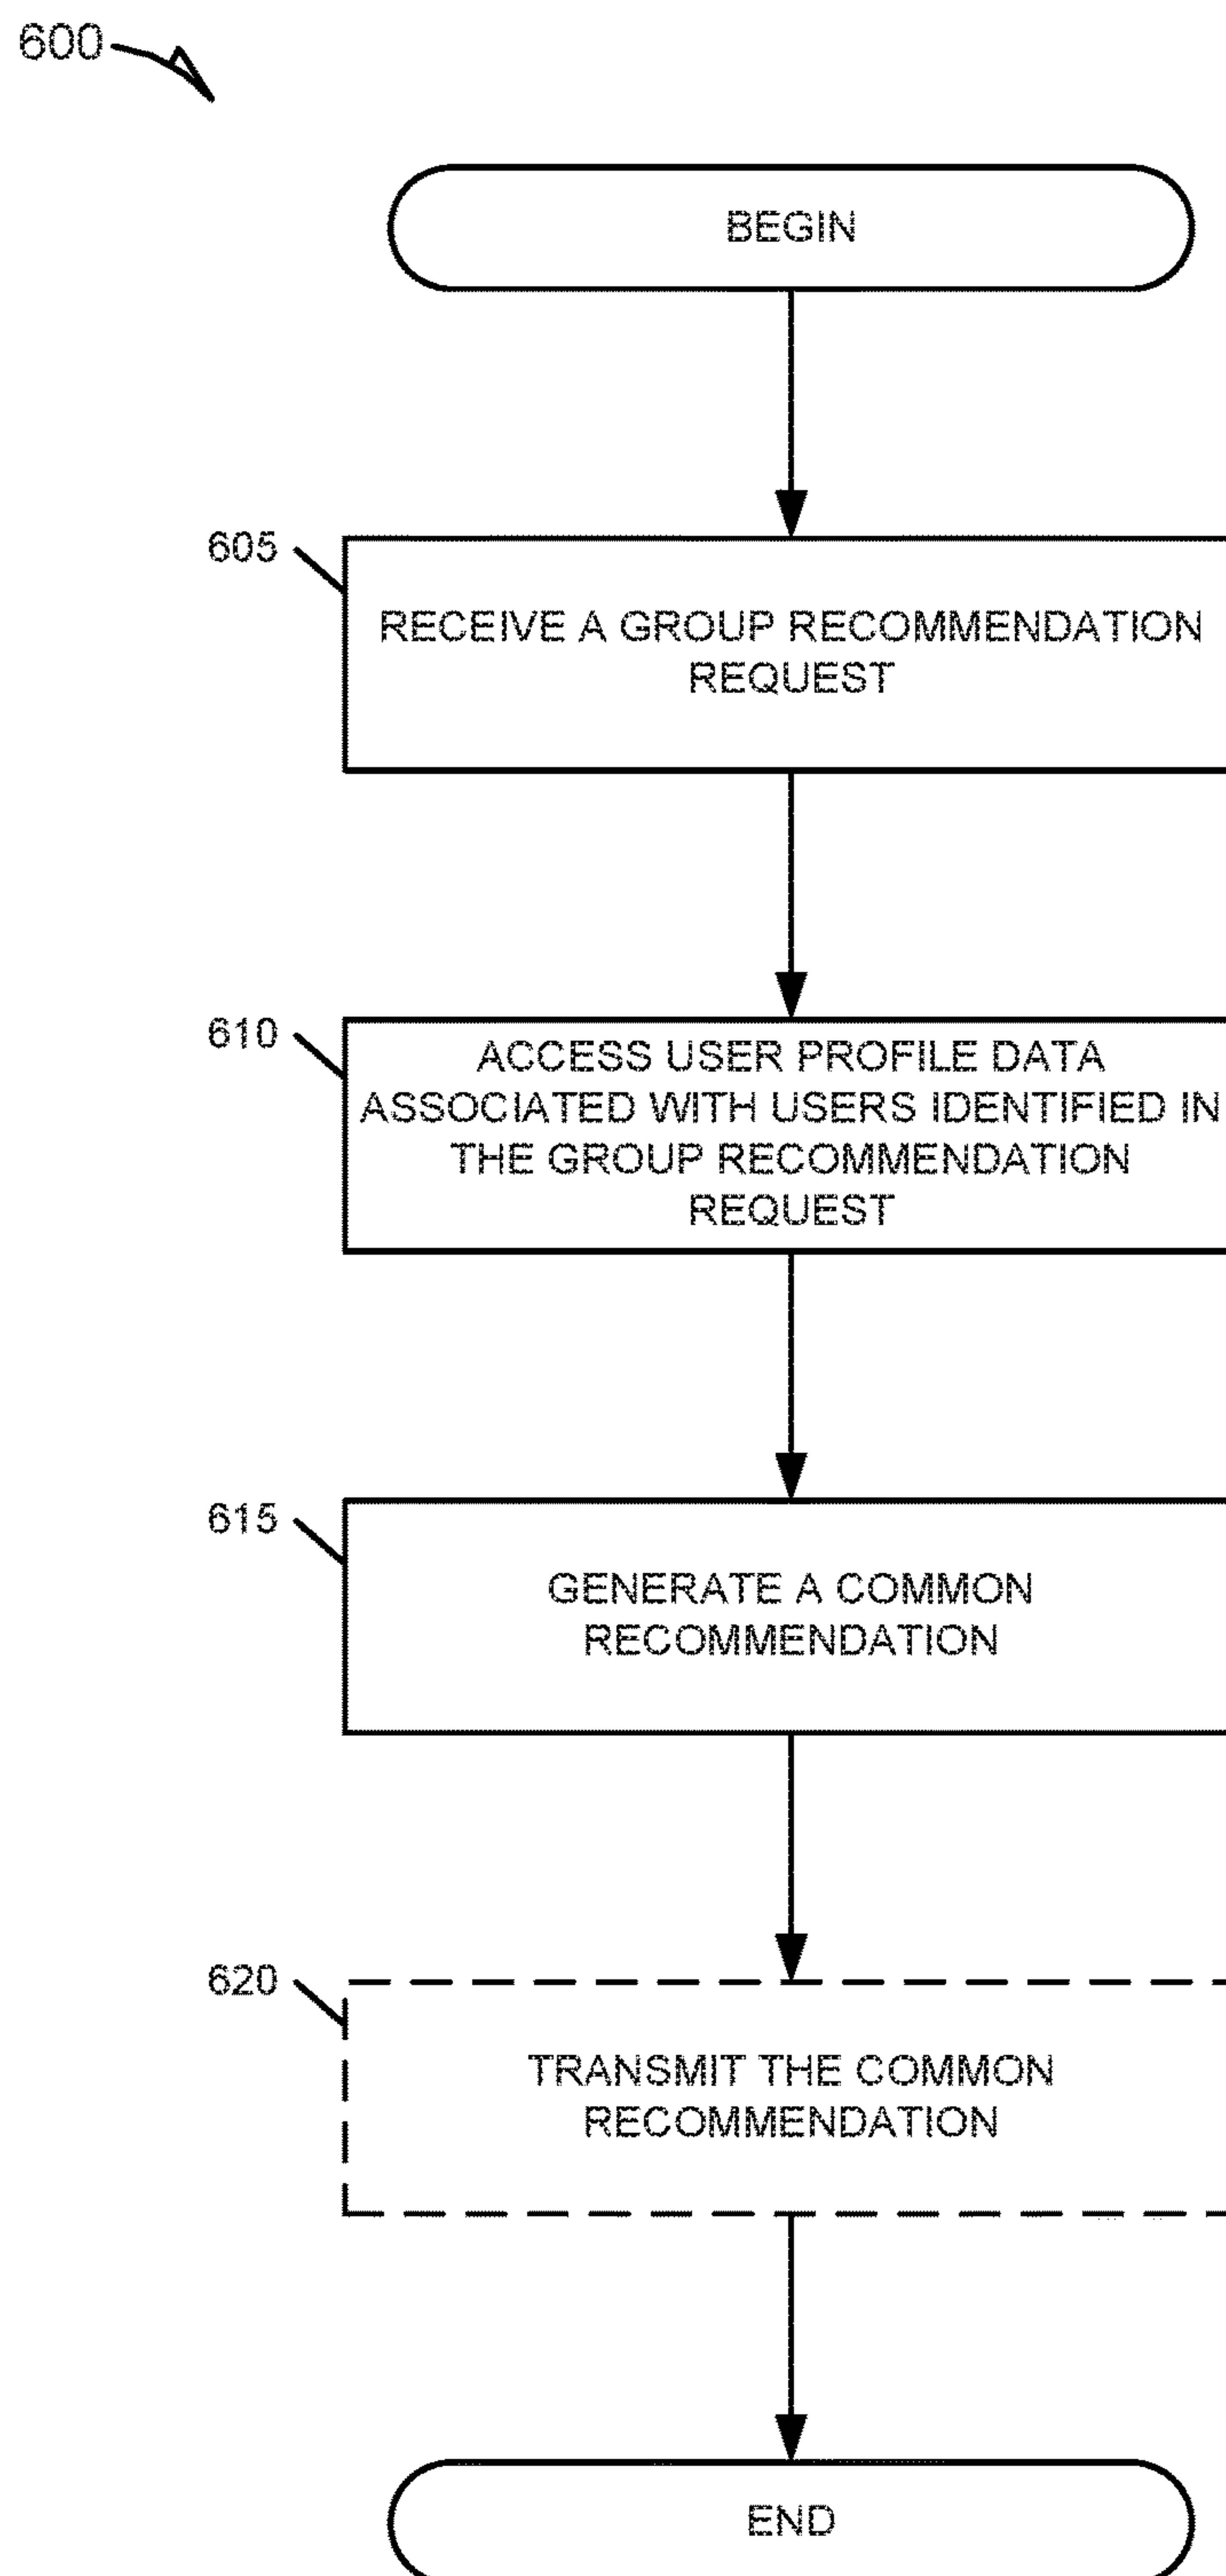 600
BEGIN
605
RECEIVE A GROUP RECOMMENDATION
REQUEST
610
ACCESS USER PROFILE DATA
ASSOCIATED WITH USERS IDENTIFIED IN
THE GROUP RECOMMENDATION
REQUEST
615
GENERATE A COMMON
RECOMMENDATION
620
TRANSMIT THE COMMON
RECOMMENDATION
END